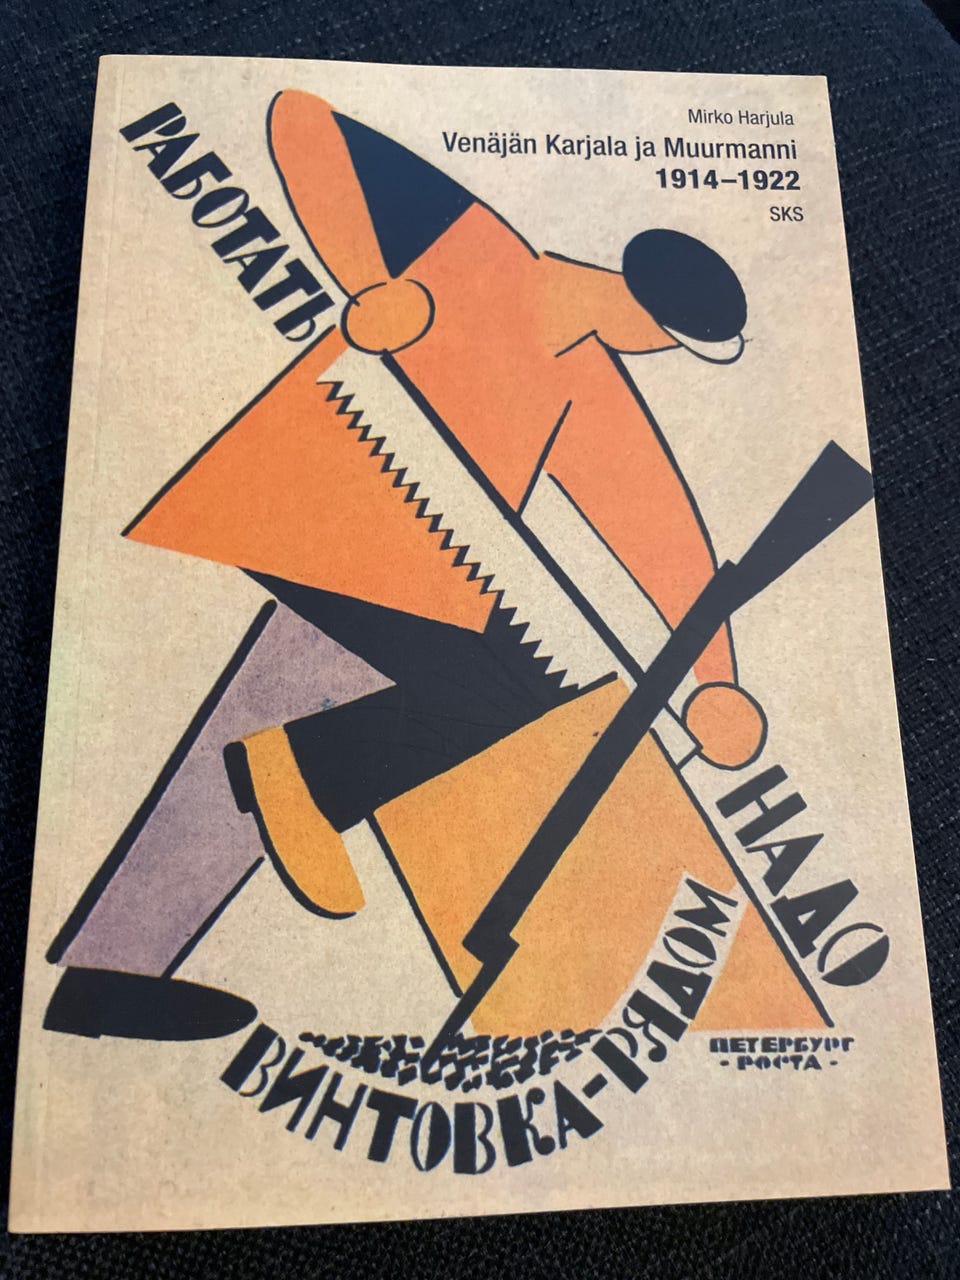 Mirko Harjula
Venäjän Karjala ja Muurmanni
1914–1922
SKS
РАБОТАТЬ
НАДО
ВИНТОВКА-РЯДОМ
ПЕТЕРБУРГ
- РОСТА -